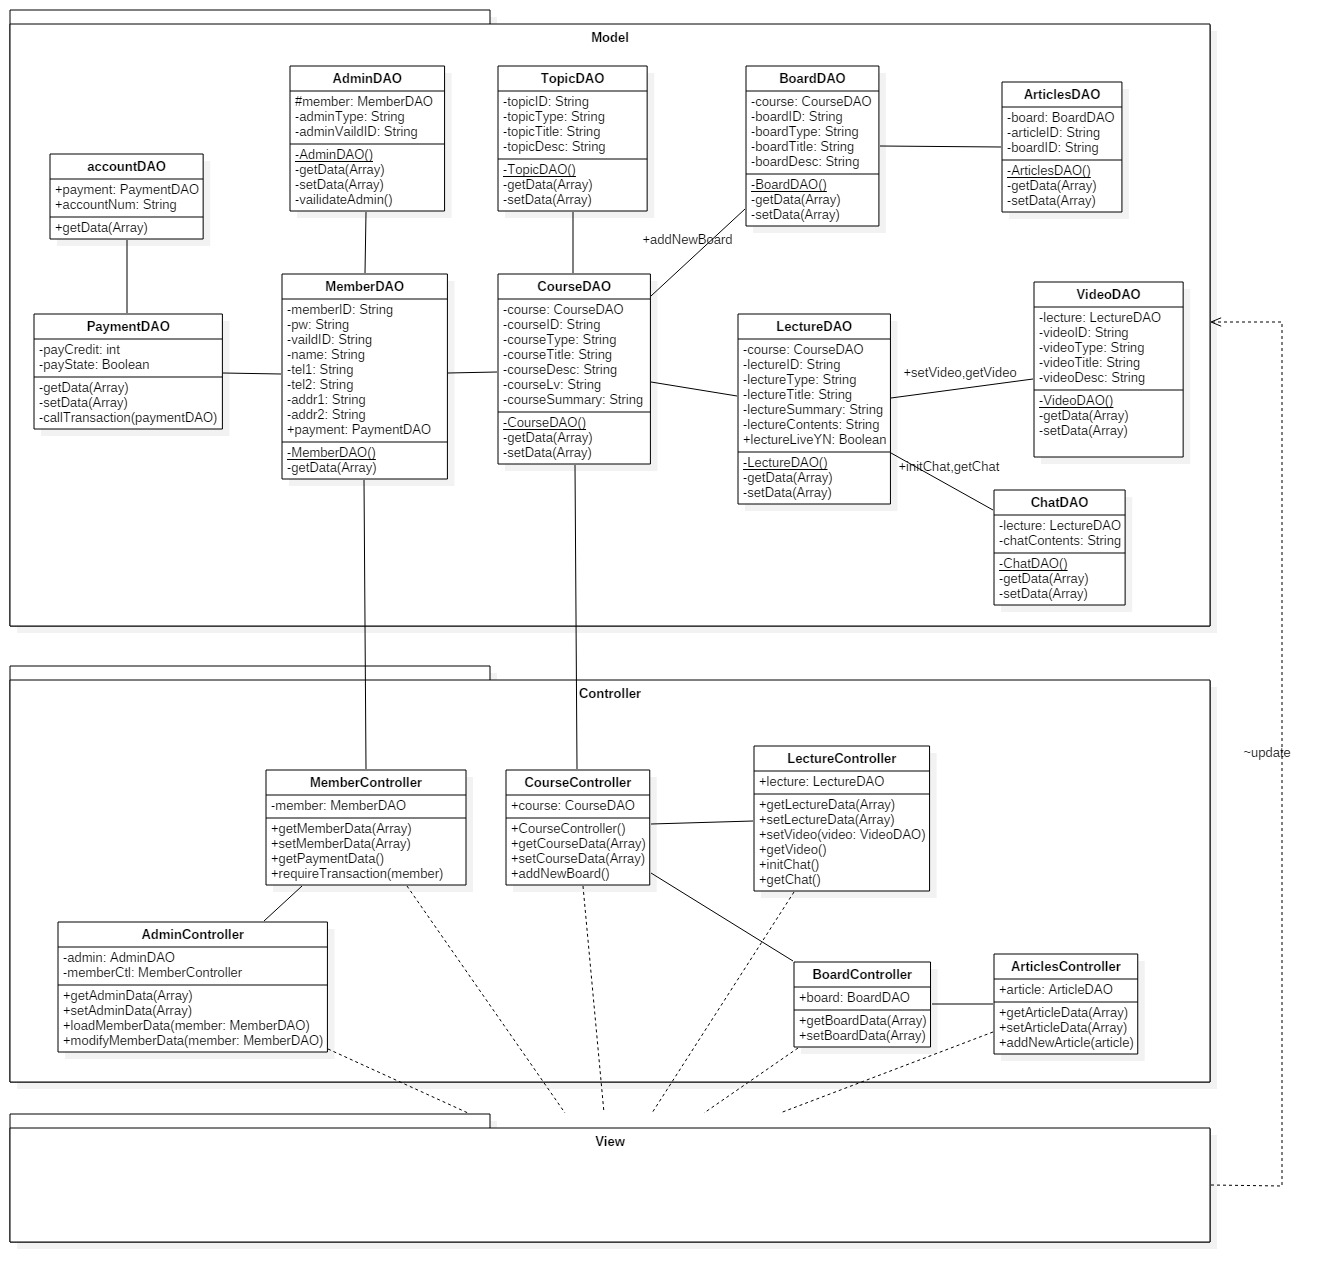 Model
AdminDAO
#member: MemberDAO
-adminType: String
-adminVaildID: String
-AdminDAO()
-getData(Array)
-setData(Array)
-vailidateAdmin()
TopicDAO
-topicID: String
-topicType: String
-topicTitle: String
-topicDesc: String
-TopicDAO()
-getData(Array)
-setData(Array)
BoardDAO
-course: CourseDAO
-boardID: String
-boardType: String
-boardTitle: String
-boardDesc: String
-BoardDAO()
-getData(Array)
-setData(Array)
ArticlesDAO
-board: BoardDAO
-articleID: String
-boardID: String
-ArticlesDAO()
-getData(Array)
-setData(Array)
accountDAO
+payment: PaymentDAO
+accountNum: String
+getData(Array)
+addNewBoard
PaymentDAO
-payCredit: int
-payState: Boolean
-getData(Array)
-setData(Array)
-callTransaction(paymentDAO)
MemberDAO
-memberID: String
-pw: String
-vaildID: String
-name: String
-tel1: String
-tel2: String
-addr1: String
-addr2: String
+payment: PaymentDAO
-MemberDAO()
-getData(Array)
CourseDAO
-course: CourseDAO
-courseID: String
-courseType: String
-courseTitle: String
-courseDesc: String
-courseLv: String
-courseSummary: String
-CourseDAO()
-getData(Array)
-setData(Array)
LectureDAO
-course: CourseDAO
-lectureID: String
-lectureType: String
-lectureTitle: String
-lectureSummary: String
-lectureContents: String
+lectureLiveYN: Boolean
-LectureDAO()
-getData(Array)
-setData(Array)
+setVideo,getVideo
VideoDAO
-lecture: LectureDAO
-videoID: String
-videoType: String
-videoTitle: String
-videoDesc: String
-VideoDAO()
-getData(Array)
-setData(Array)
+initChat,getChat
ChatDAO
-lecture: LectureDAO
-chatContents: String
-ChatDAO()
-getData(Array)
-setData(Array)
Controller
~update
MemberController
-member: MemberDAO
+getMemberData(Array)
+setMemberData(Array)
+getPaymentData()
+requireTransaction(member)
CourseController
+course: CourseDAO
+CourseController()
+getCourseData(Array)
+setCourseData(Array)
+addNewBoard()
LectureController
+lecture: LectureDAO
+getLectureData(Array)
+setLectureData(Array)
+setVideo(video: VideoDAO)
+getVideo()
+initChat()
+getChat()
AdminController
-admin: AdminDAO
-memberCtl: MemberController
+getAdminData(Array)
+setAdminData(Array)
+loadMemberData(member: MemberDAO)
+modifyMemberData(member: MemberDAO)
BoardController
+board: BoardDAO
+getBoardData(Array)
+setBoardData(Array)
ArticlesController
+article: ArticleDAO
+getArticleData(Array)
+setArticleData(Array)
+addNewArticle(article)
View